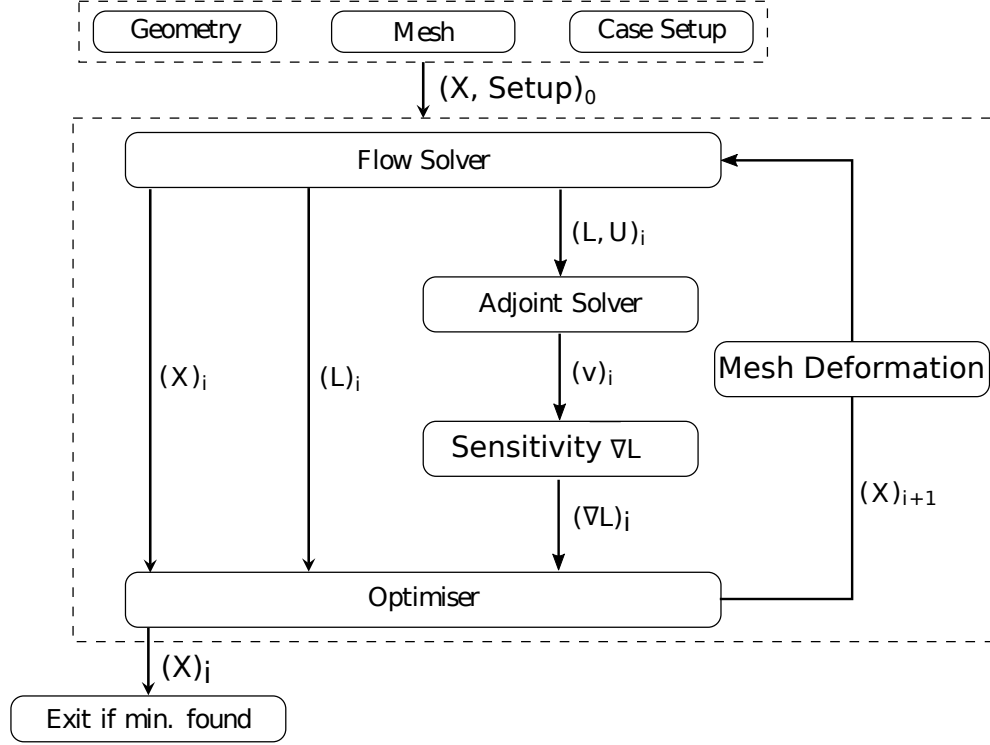 Geometry
Mesh
Case Setup
(X, Setup)₀
Flow Solver
(L, U)ᵢ
Adjoint Solver
(X)ᵢ
(L)ᵢ
(v)ᵢ
Mesh Deformation
Sensitivity ∇L
(X)ᵢ₊₁
(∇L)ᵢ
Optimiser
(X)ᵢ
Exit if min. found